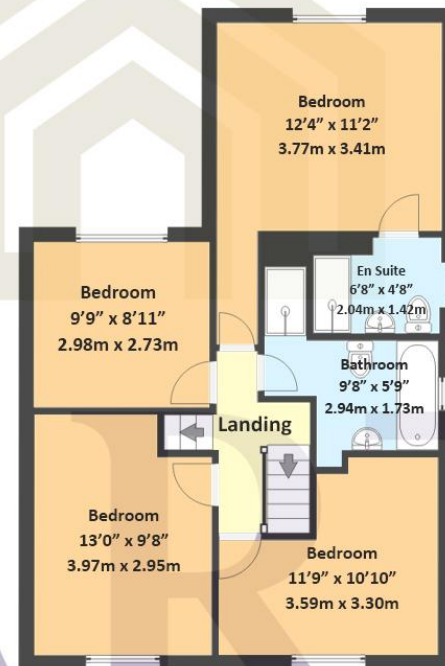 Bedroom
12’4” x 11’2”
3.77m x 3.41m
En Suite
6’8” x 4’8”
2.04m x 1.42m
Bedroom
9’9” x 8’11”
2.98m x 2.73m
Bathroom
9’8” x 5’9”
2.94m x 1.73m
Landing
Bedroom
13’0” x 9’8”
3.97m x 2.95m
Bedroom
11’9” x 10’10”
3.59m x 3.30m